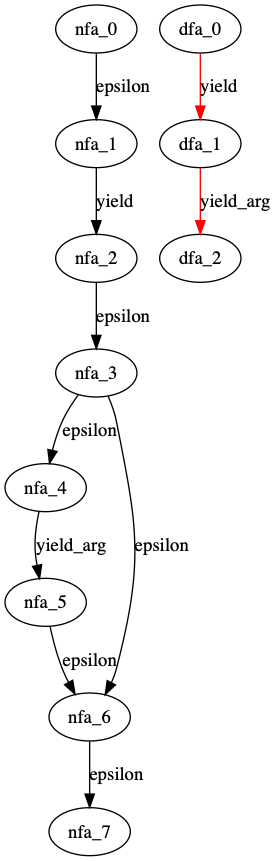 nfa_0 dfa_0
epsilon yield
nfa_1 dfa_1
yield yield_arg
nfa_2 dfa_2
epsilon
nfa_3
epsilon
nfa_4
yield_arg epsilon
nfa_5
epsilon
nfa_6
epsilon
nfa_7